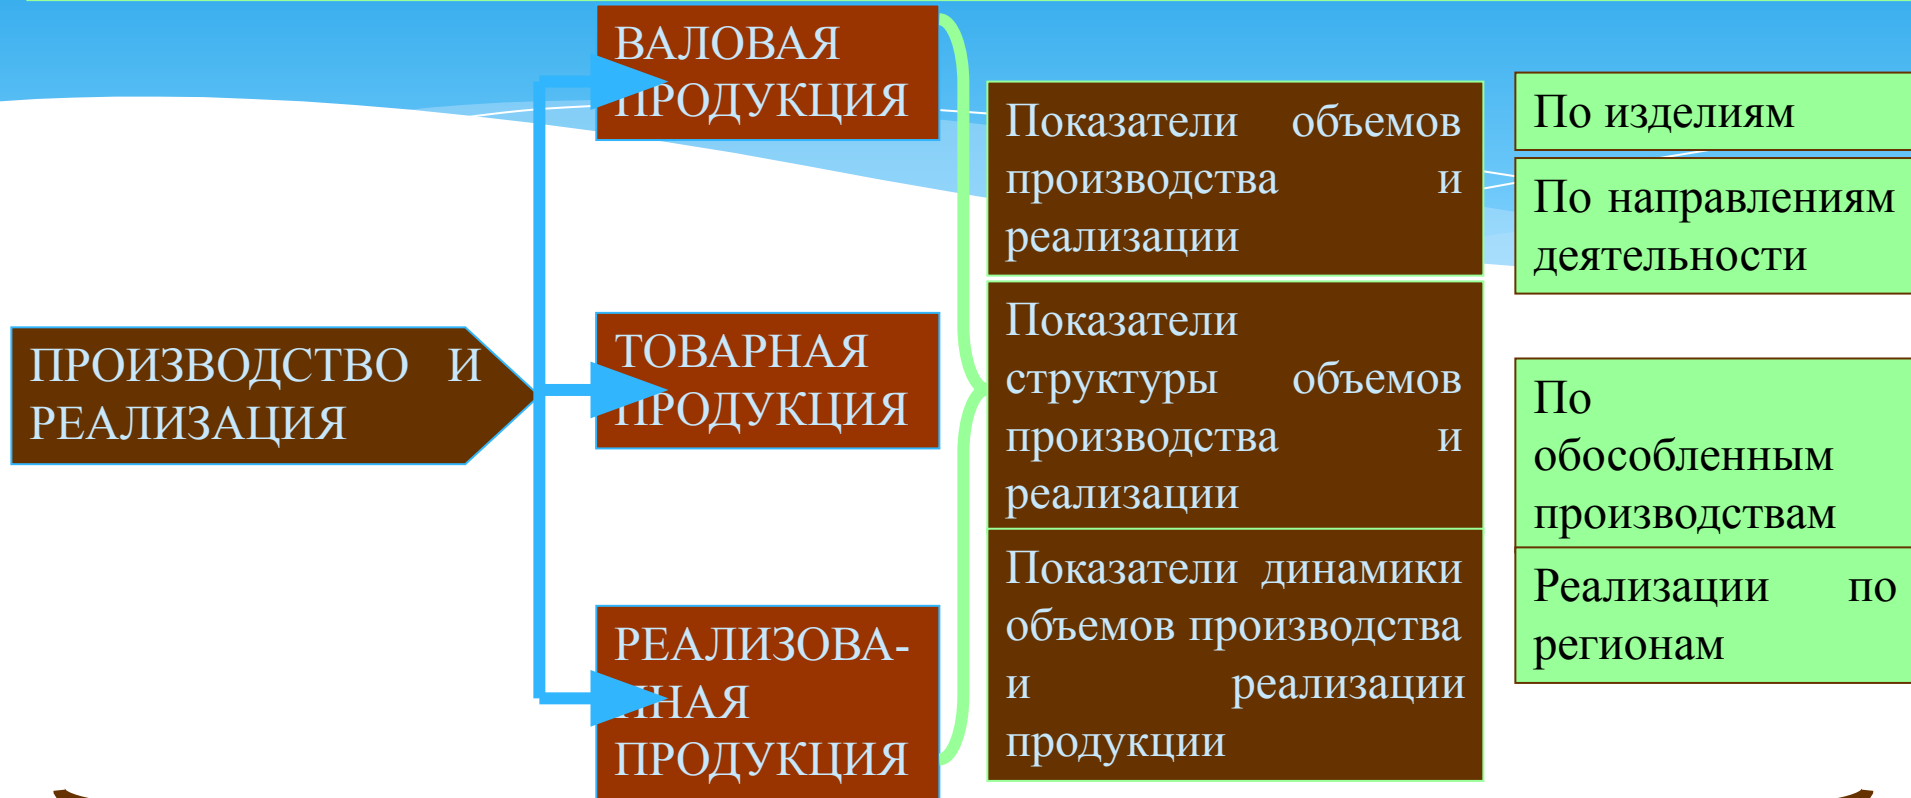 ПРОИЗВОДСТВО И
РЕАЛИЗАЦИЯ
ВАЛОВАЯ
ПРОДУКЦИЯ
ТОВАРНАЯ
ПРОДУКЦИЯ
РЕАЛИЗОВА-
ННАЯ
ПРОДУКЦИЯ
Показатели объемов
производства и
реализации
Показатели
структуры объемов
производства и
реализации
Показатели динамики
объемов производства
и реализации
продукции
По изделиям
По направлениям
деятельности
По
обособленным
производствам
Реализации по
регионам